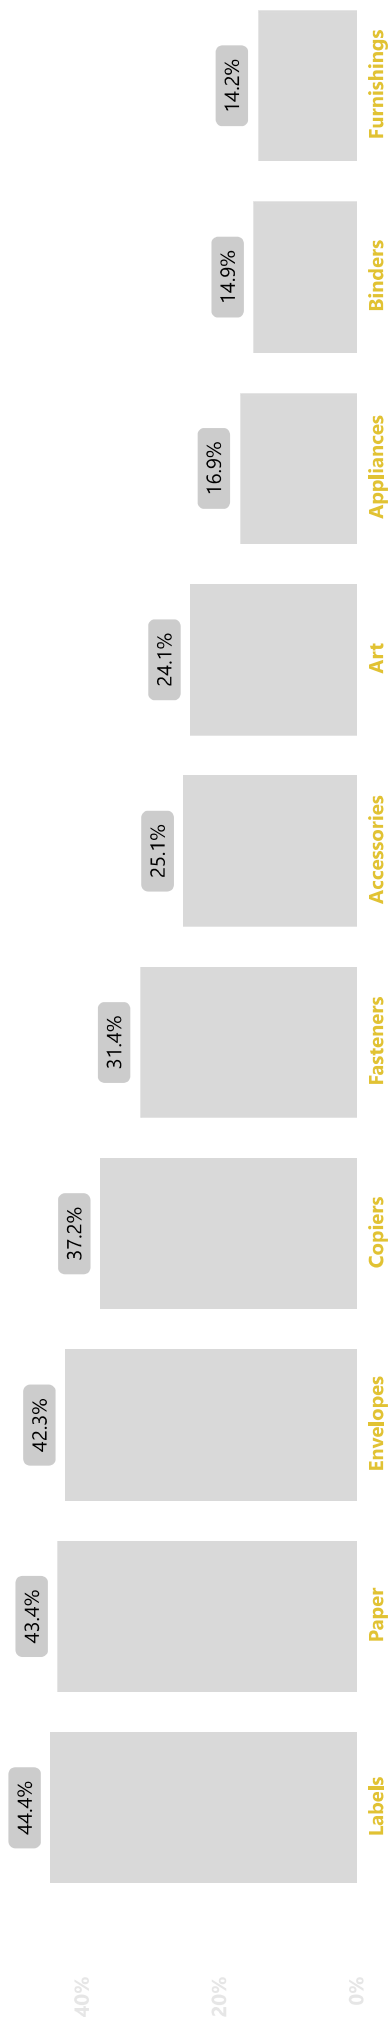 40%
20%
0%
44.4%
43.4%
42.3%
37.2%
31.4%
25.1%
24.1%
16.9%
14.9%
14.2%
Labels
Paper
Envelopes
Copiers
Fasteners
Accessories
Art
Appliances
Binders
Furnishings